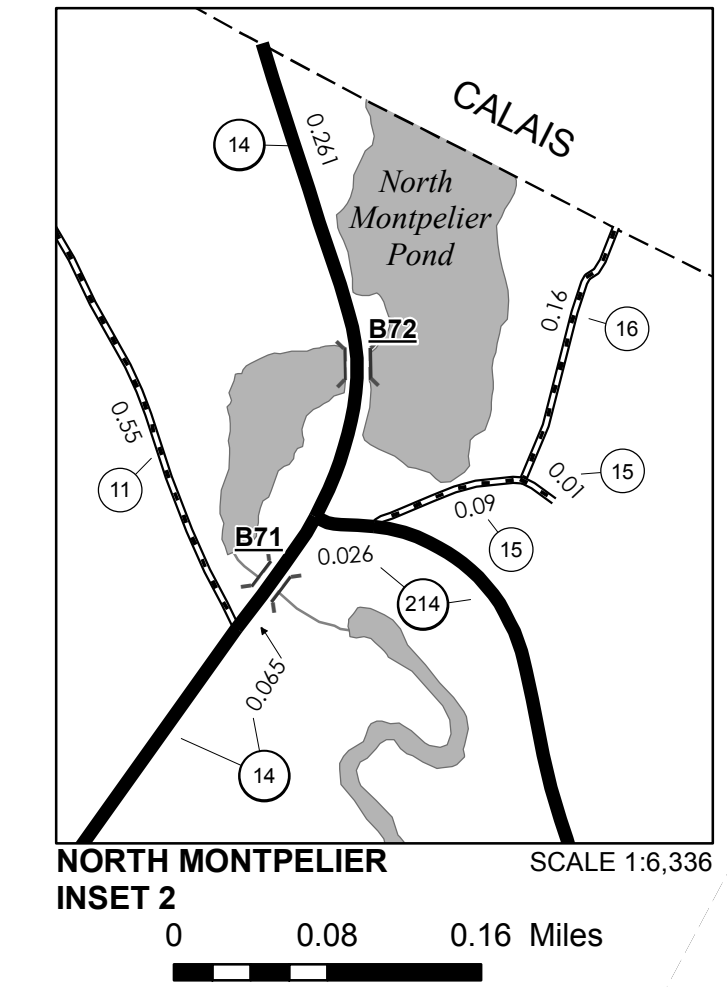 CALAIS
14
0.261
North
Montpelier
Pond
B72
0.16
16
0.55
11
0.01
15
0.09
15
B71
0.026
214
0.065
14
NORTH MONTPELIER
INSET 2
SCALE 1:6,336
0 0.08 0.16 Miles